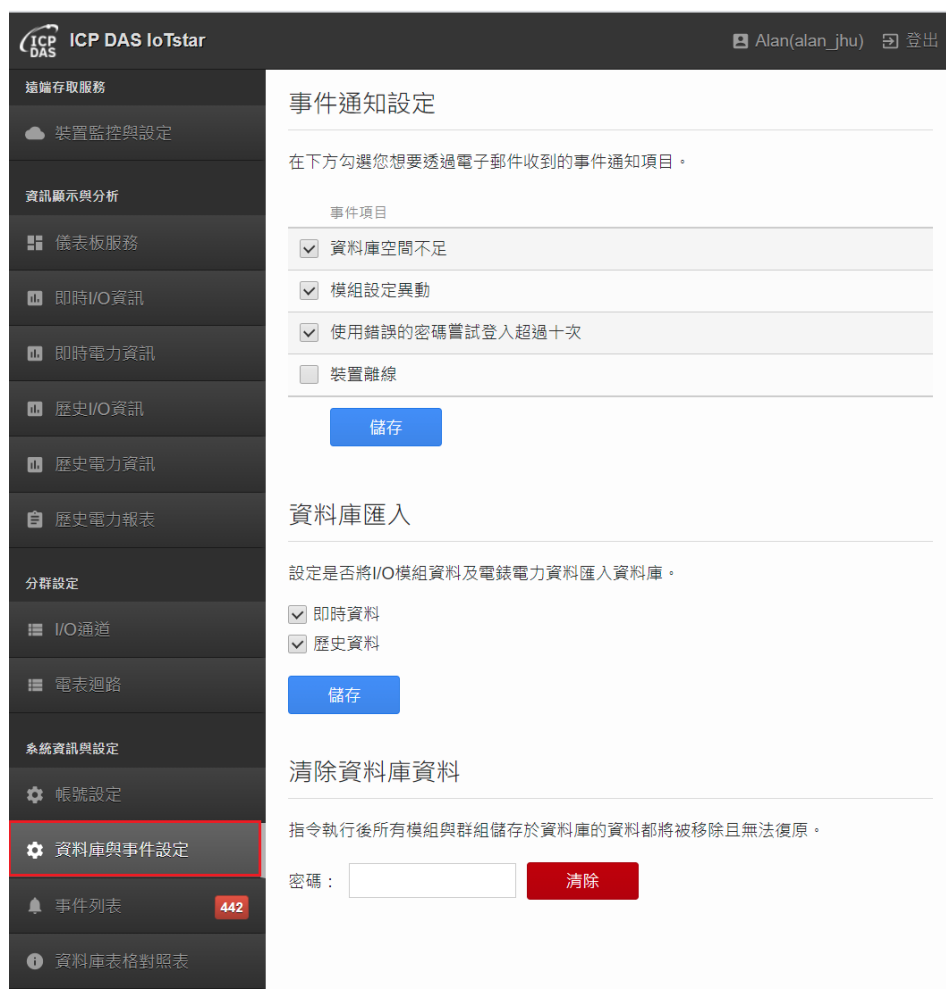 ICP DAS
ICP DAS IoTstar
Alan(alan_jhu)
登出
遠端存取服務
裝置監控與設定
資訊顯示與分析
儀表板服務
即時I/O資訊
即時電力資訊
歷史I/O資訊
歷史電力資訊
歷史電力報表
分群設定
I/O通道
電表迴路
系統資訊與設定
帳號設定
資料庫與事件設定
事件列表
442
資料庫表格對照表
事件通知設定
在下方勾選您想要透過電子郵件收到的事件通知項目。
事件項目
資料庫空間不足
模組設定異動
使用錯誤的密碼嘗試登入超過十次
裝置離線
儲存
資料庫匯入
設定是否將I/O模組資料及電錶電力資料匯入資料庫。
即時資料
歷史資料
儲存
清除資料庫資料
指令執行後所有模組與群組儲存於資料庫的資料都將被移除且無法復原。
密碼：
清除